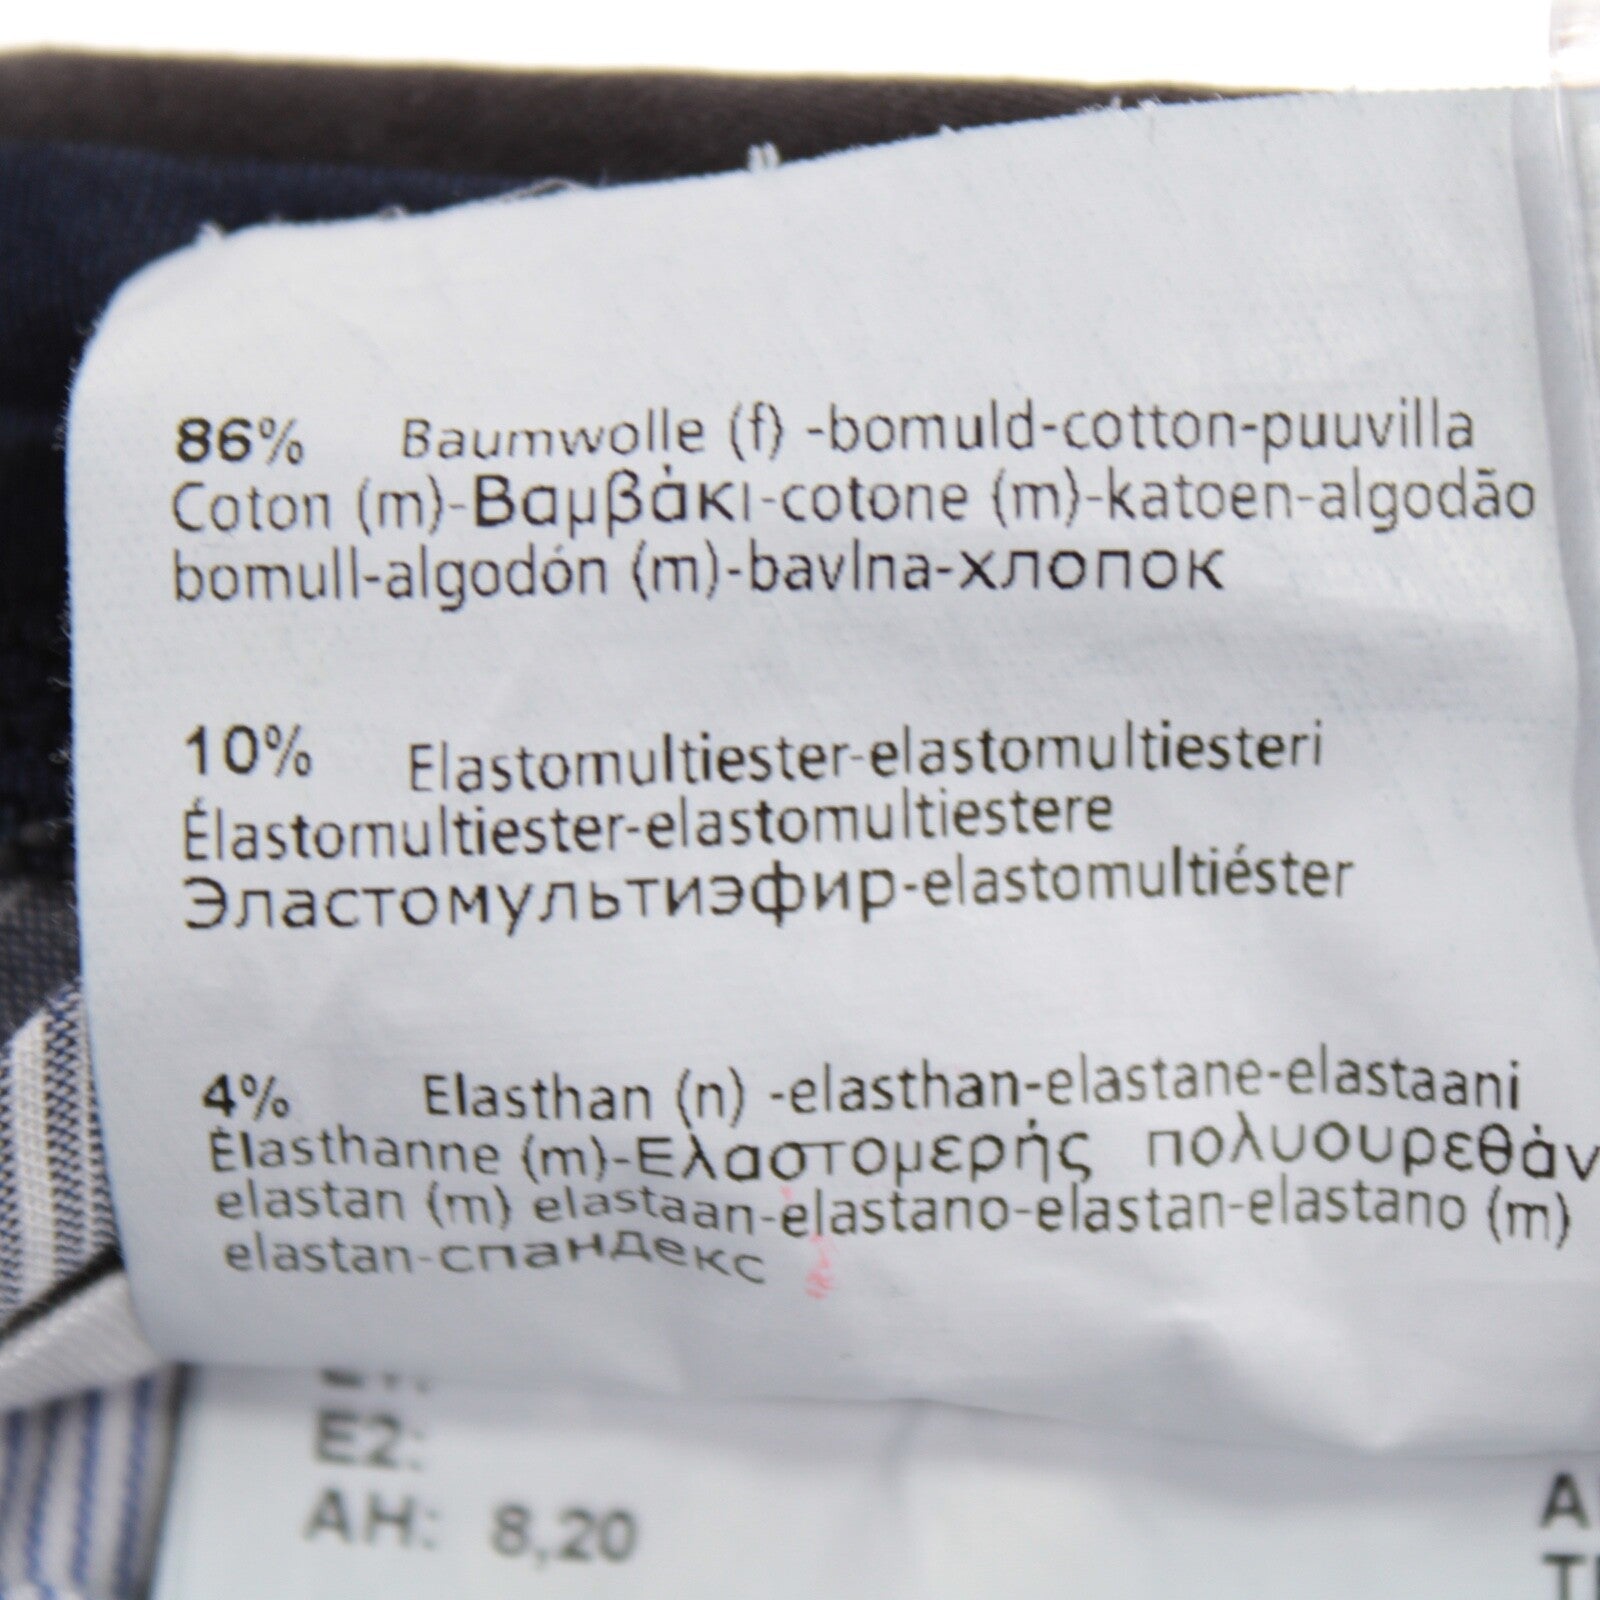 86% Baumwolle (f) -bomuld-cotton-puuvilla
Coton (m)-Βαμβάκι-cotone (m)-katoen-algodão
bomull-algodón (m)-bavlna-хлопок
10% Elastomultiester-elastomultiesteri
Élastomultiester-elastomultiestere
Эластомультиэфир-elastomultiéster
4% Elasthan (n) -elasthan-elastane-elastaani
Élasthanne (m)-Ελαστομερής πολυουρεθάν
elastan (m) elastaan-elastano-elastan-elastano (m)
elastan-спандекс
E2:
AH: 8,20
A